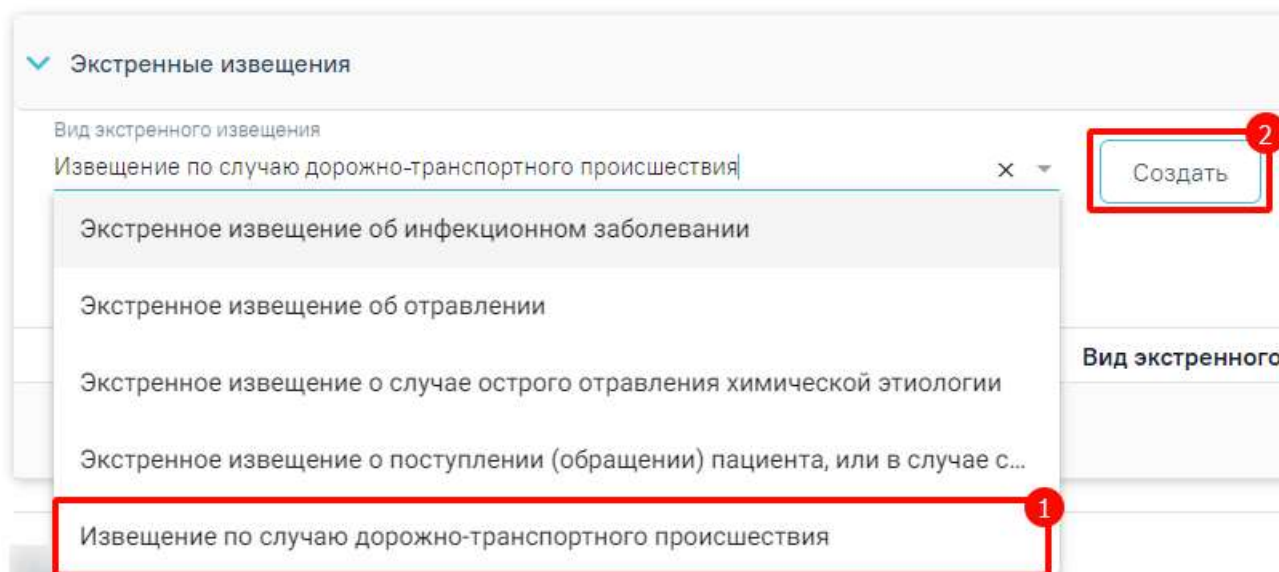 Экстренные извещения
Вид экстренного извещения
Извещение по случаю дорожно-транспортного происшествия
2
Создать
Экстренное извещение об инфекционном заболевании
Экстренное извещение об отравлении
Вид экстренного
Экстренное извещение о случае острого отравления химической этиологии
Экстренное извещение о поступлении (обращении) пациента, или в случае с...
1
Извещение по случаю дорожно-транспортного происшествия